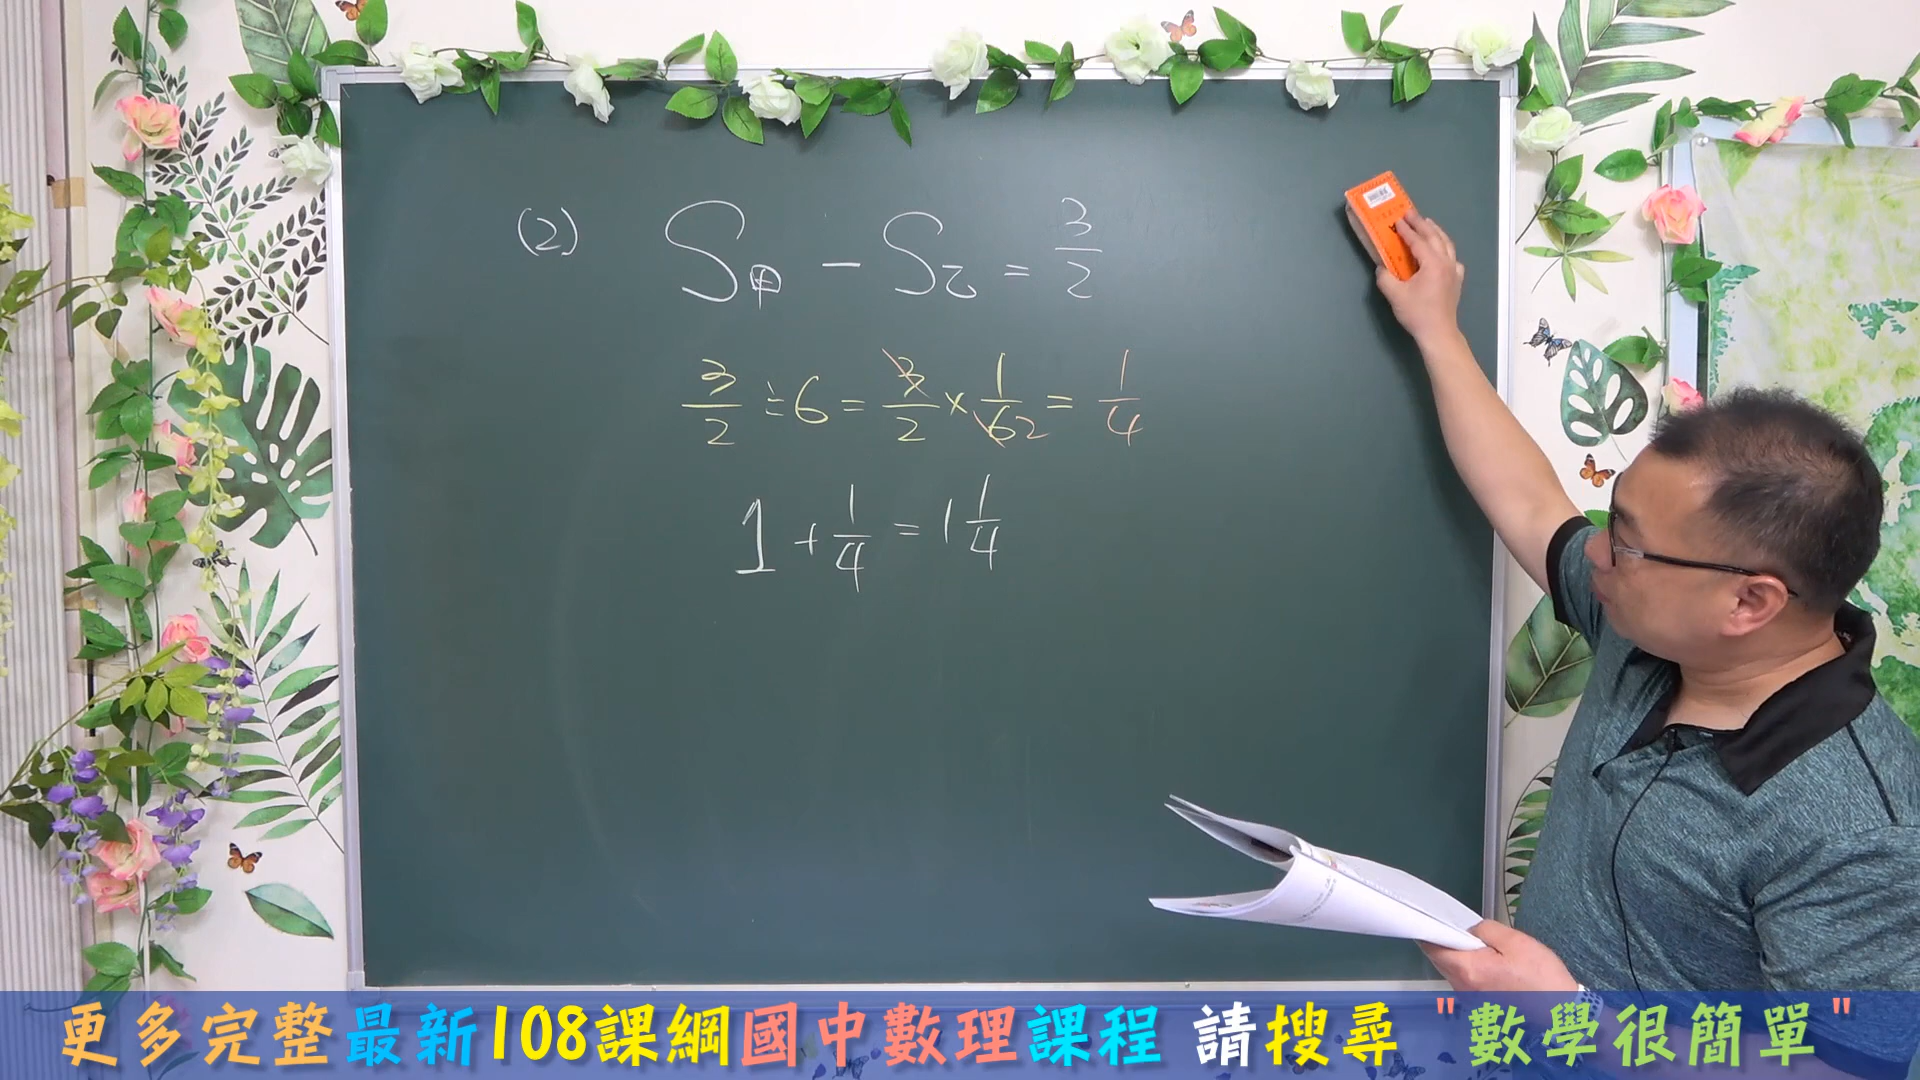 (2) S甲 - S乙 = 3/2
3/2 ÷ 6 = 3/2 × 1/6 2 = 1/4
1 + 1/4 = 1 1/4
更多完整最新108課綱國中數理課程 請搜尋 "數學很簡單"